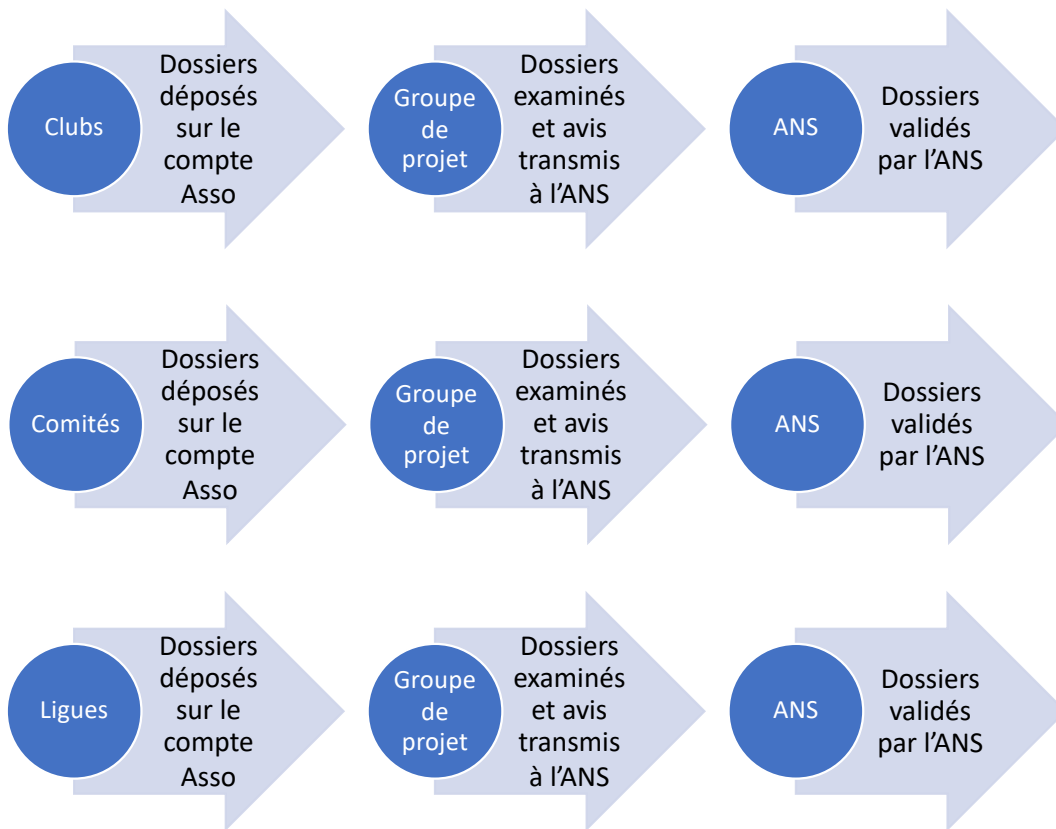 Clubs
Dossiers
déposés
sur le
compte
Asso
Groupe
de
projet
Dossiers
examinés
et avis
transmis
à l’ANS
ANS
Dossiers
validés
par l’ANS
Comités
Dossiers
déposés
sur le
compte
Asso
Groupe
de
projet
Dossiers
examinés
et avis
transmis
à l’ANS
ANS
Dossiers
validés
par l’ANS
Ligues
Dossiers
déposés
sur le
compte
Asso
Groupe
de
projet
Dossiers
examinés
et avis
transmis
à l’ANS
ANS
Dossiers
validés
par l’ANS